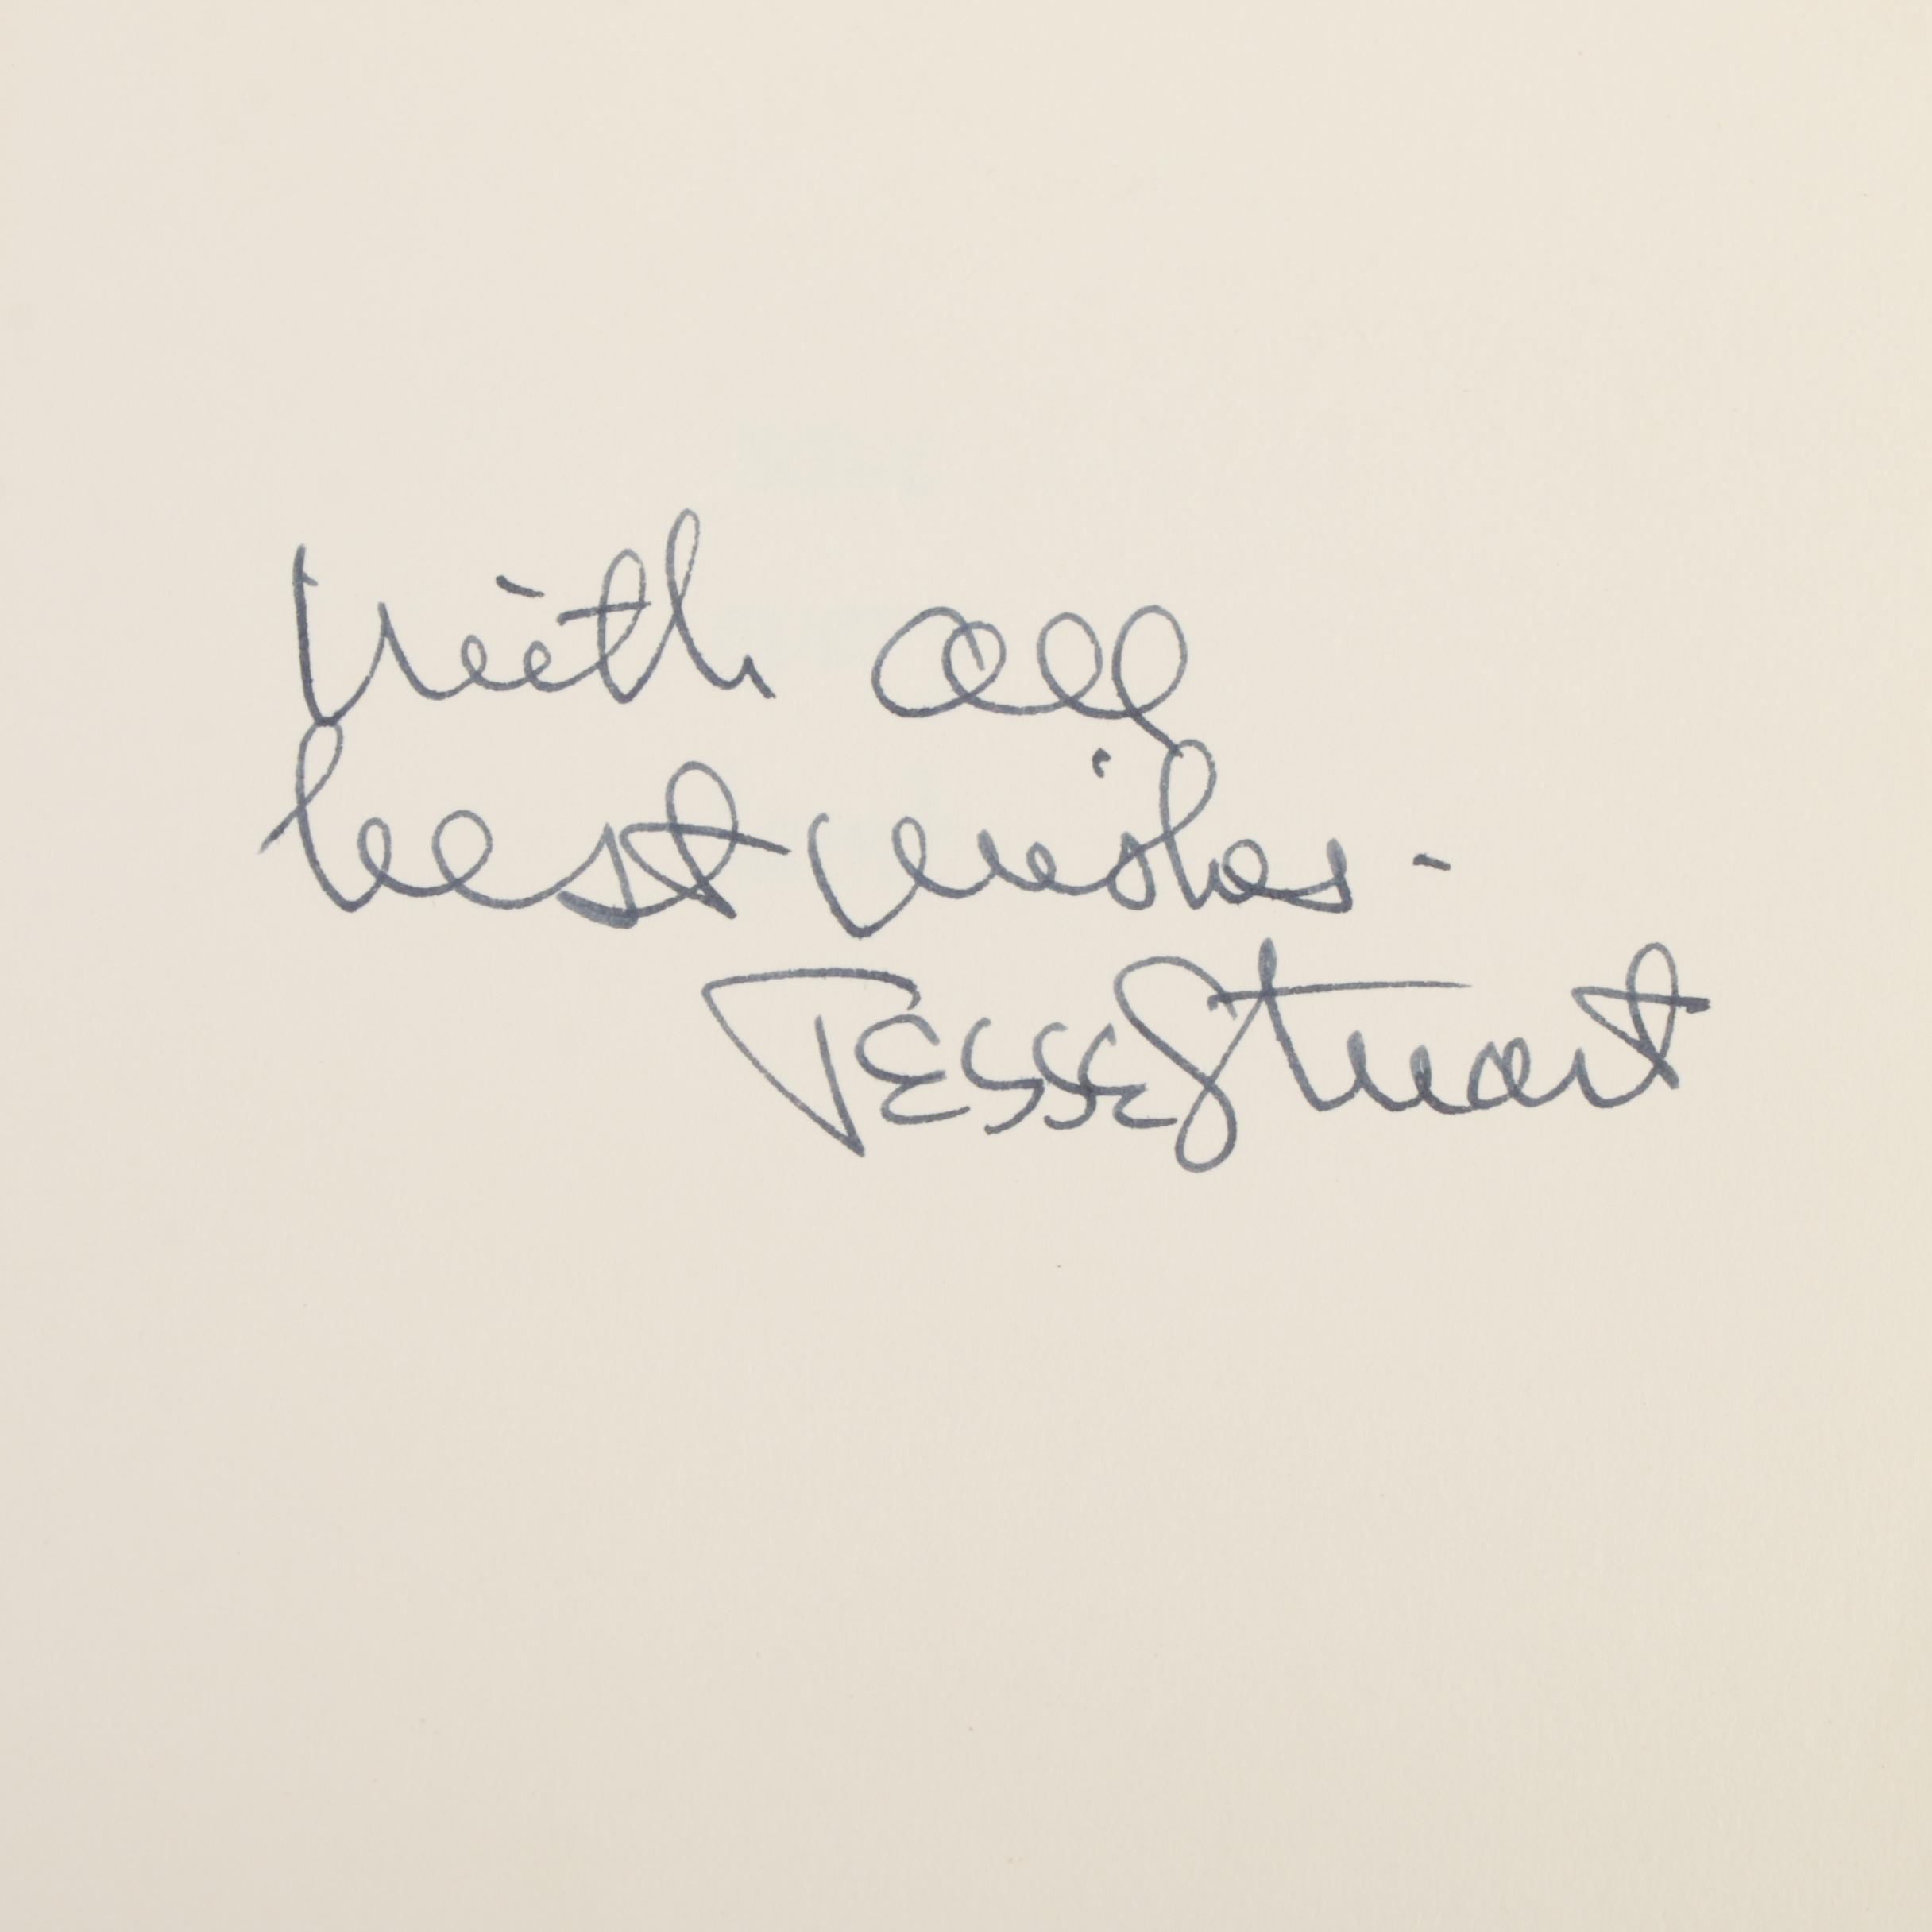 With all
best wishes -
Jesse Stuart